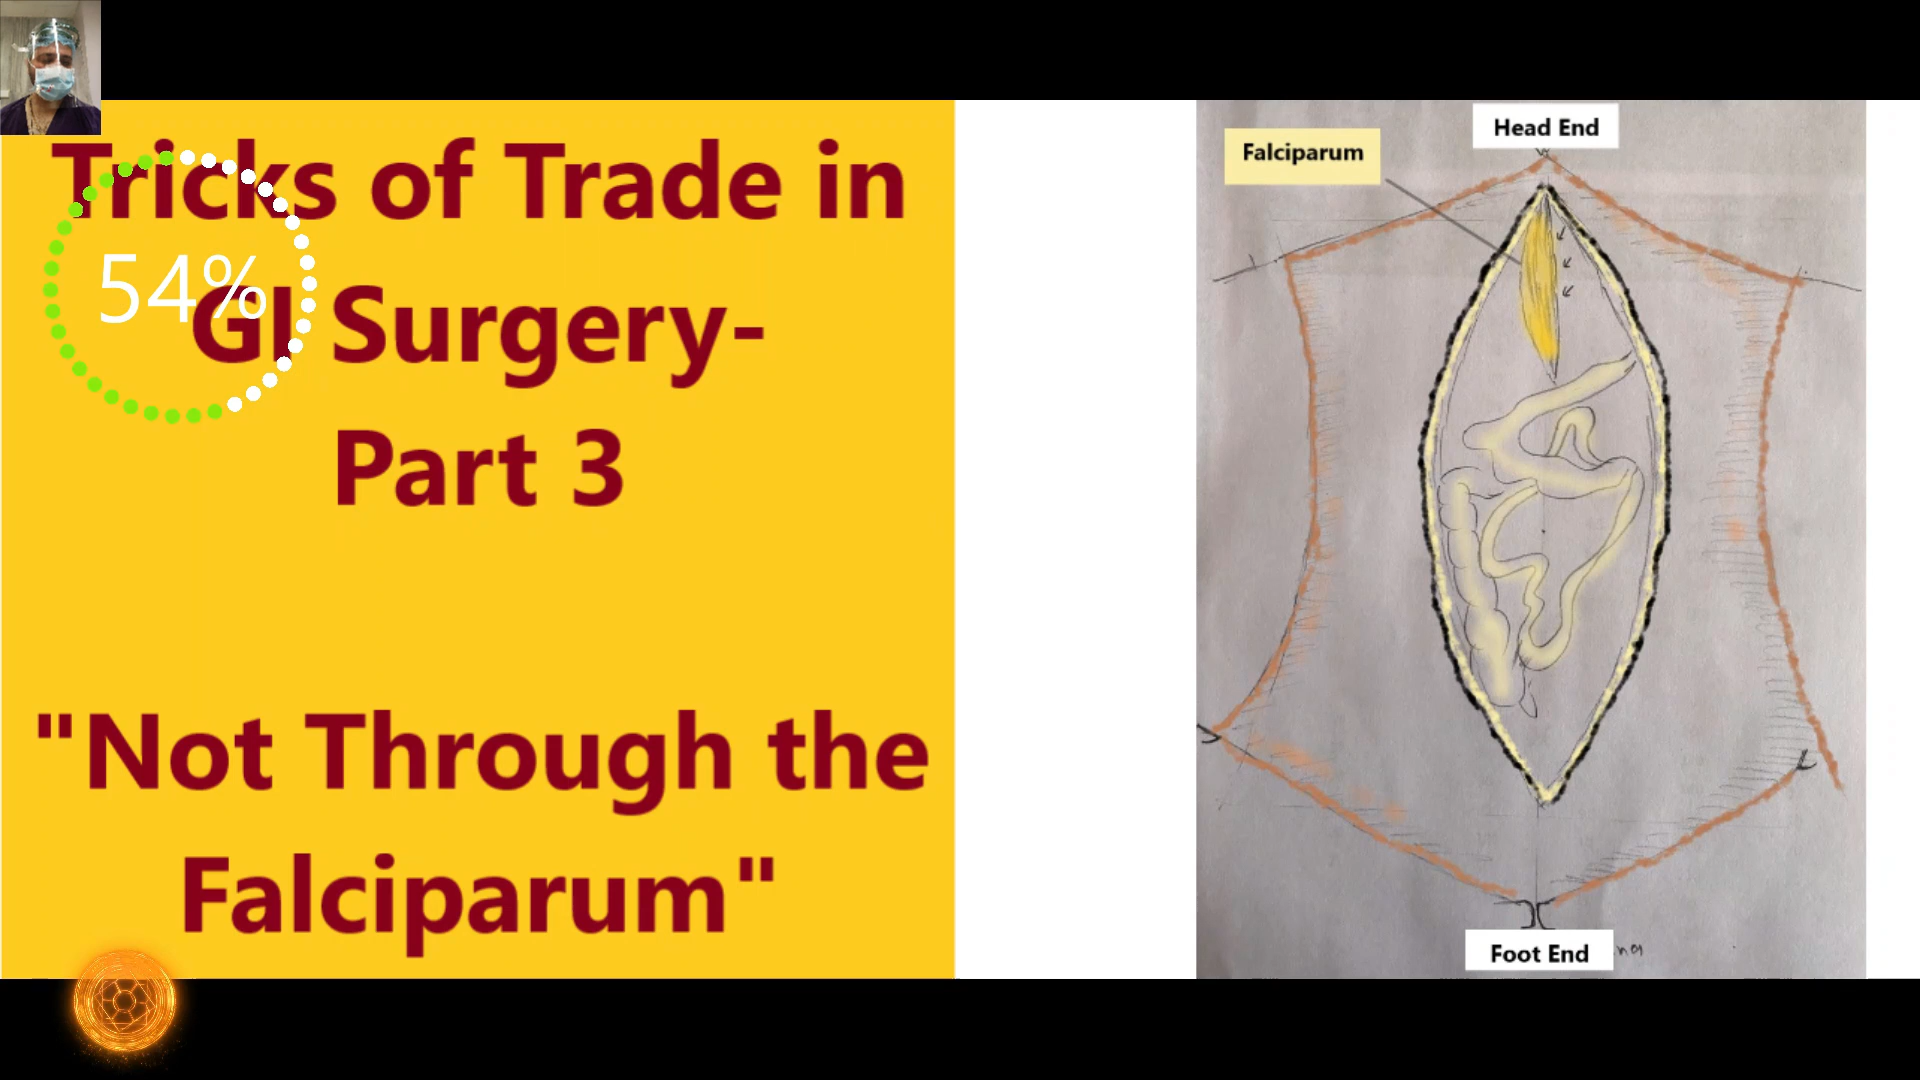 Tricks of Trade in
54%
GI Surgery-
Part 3
"Not Through the
Falciparum"
Head End
Falciparum
Foot End